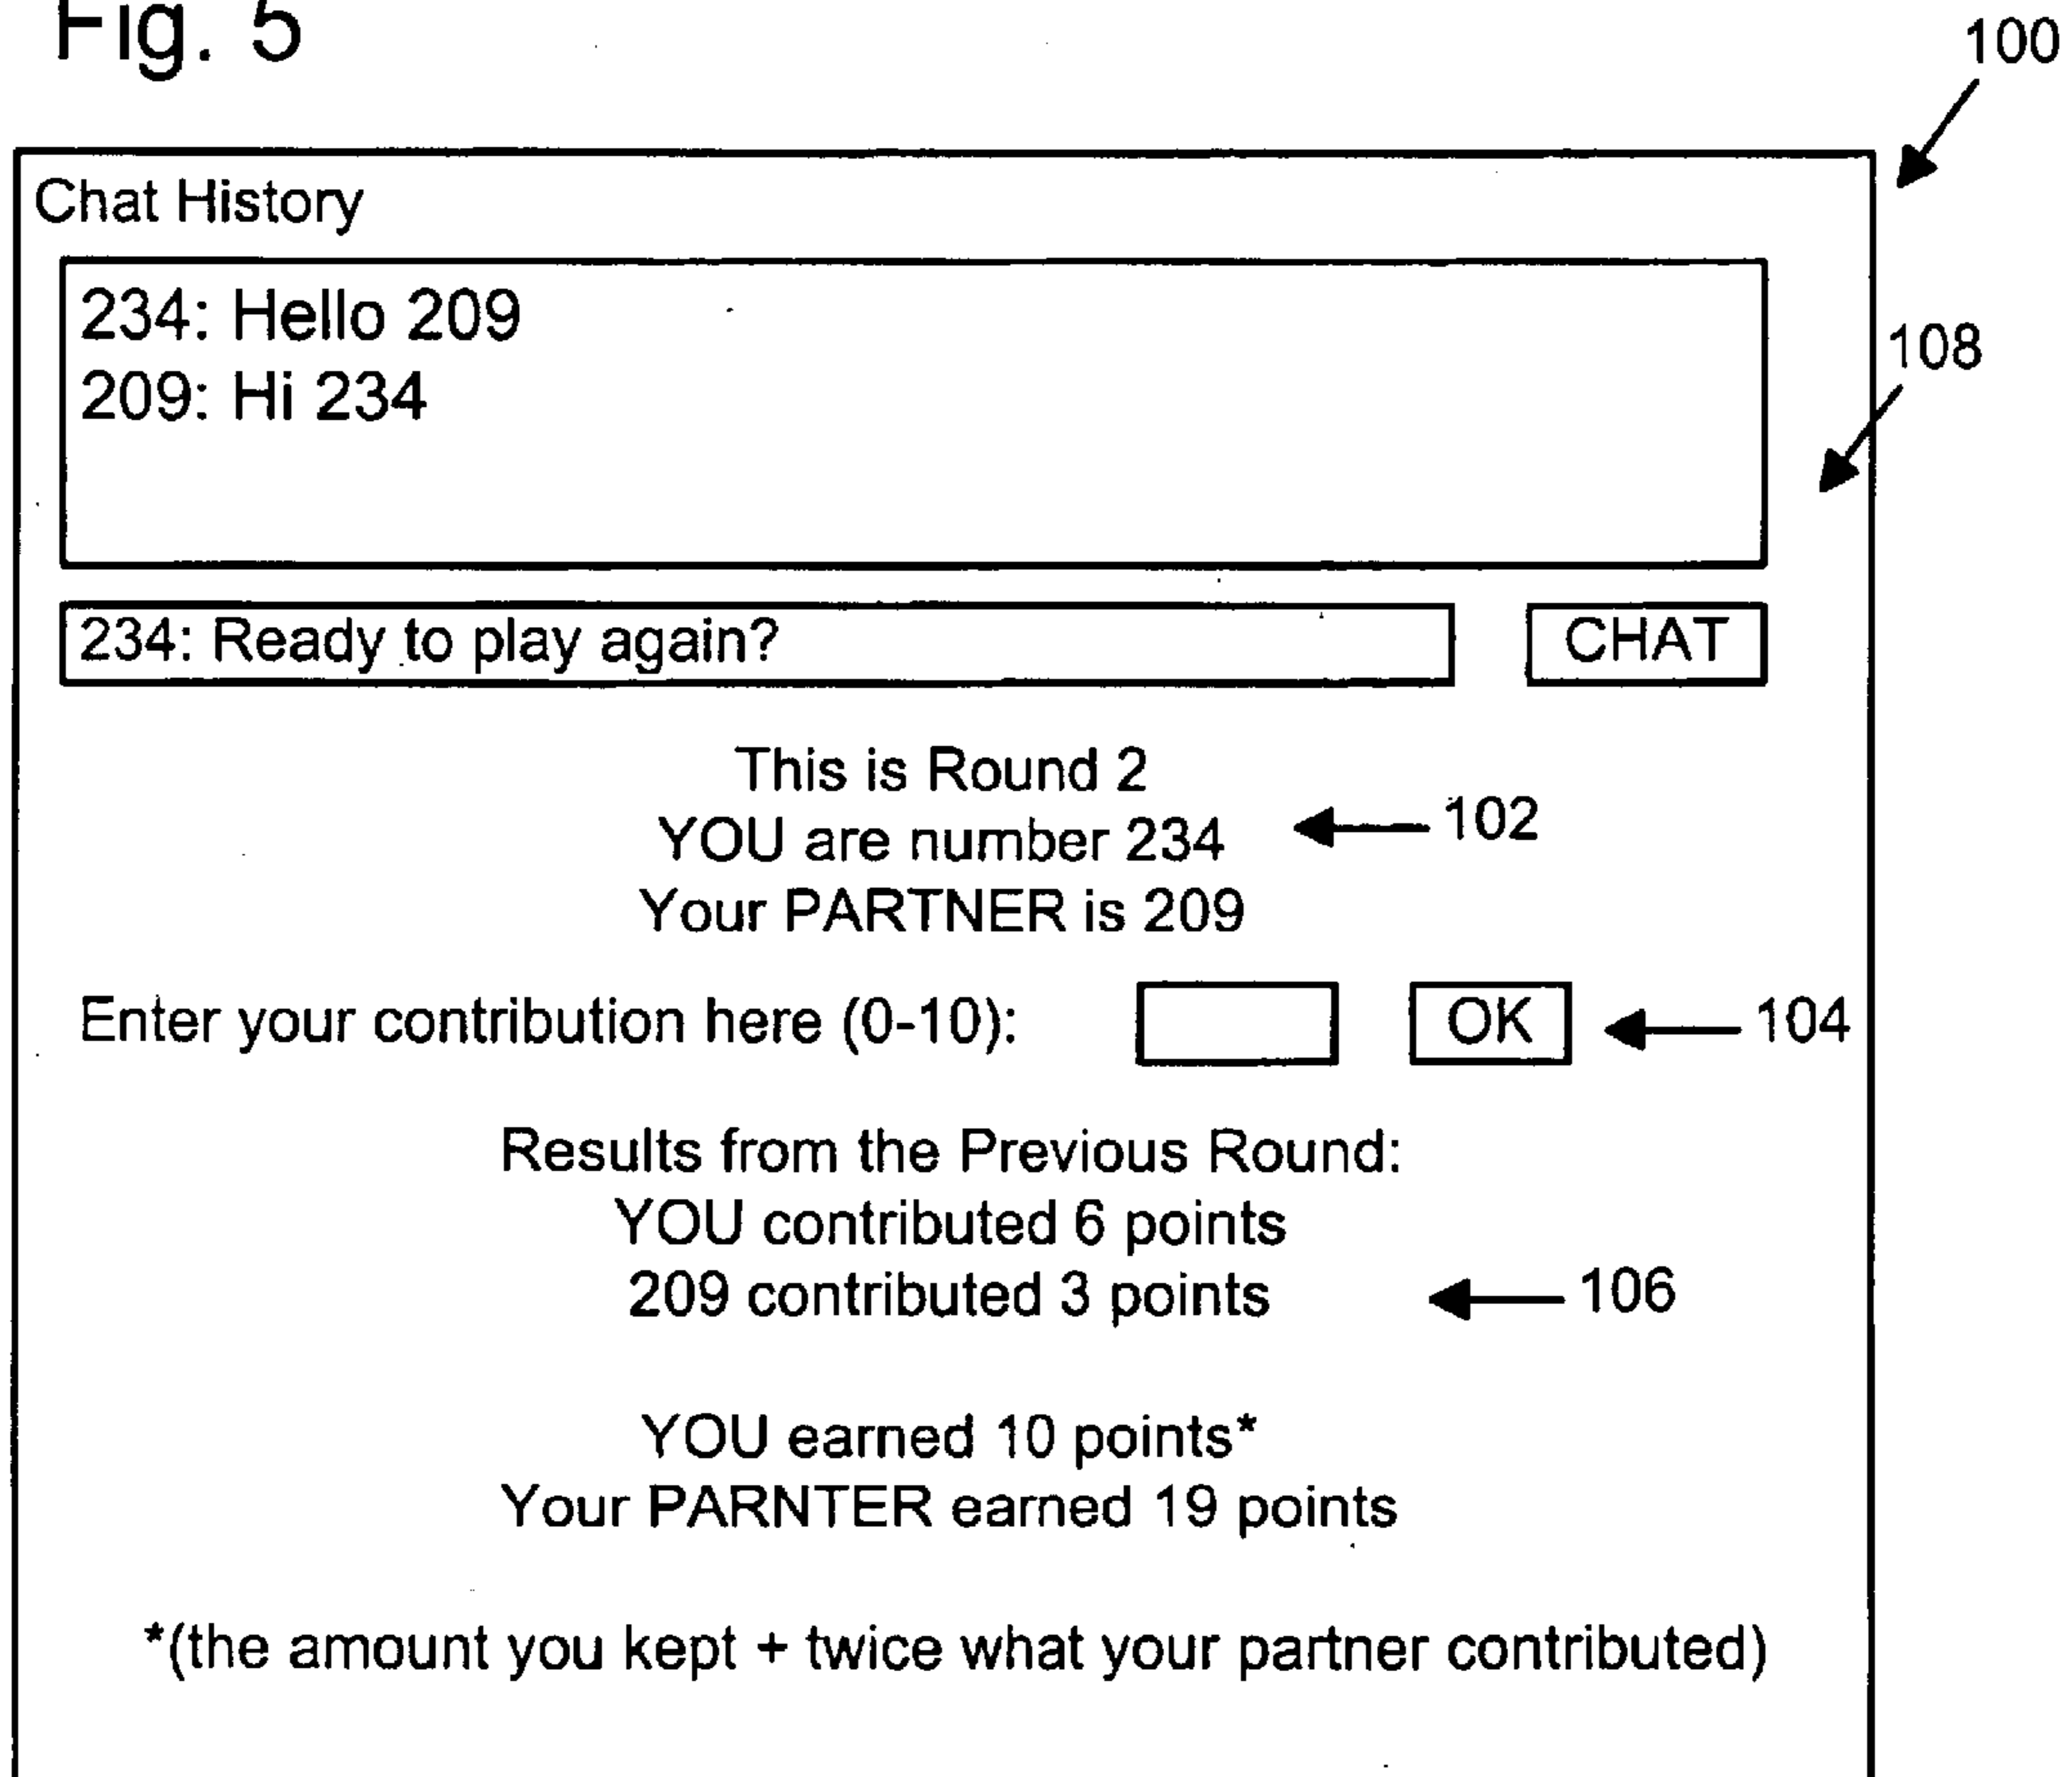 Fig. 5
100
Chat History
234: Hello 209
209: Hi 234
108
234: Ready to play again?
CHAT
This is Round 2
YOU are number 234
102
Your PARTNER is 209
Enter your contribution here (0-10):
OK
104
Results from the Previous Round:
YOU contributed 6 points
209 contributed 3 points
106
YOU earned 10 points*
Your PARNTER earned 19 points
*(the amount you kept + twice what your partner contributed)